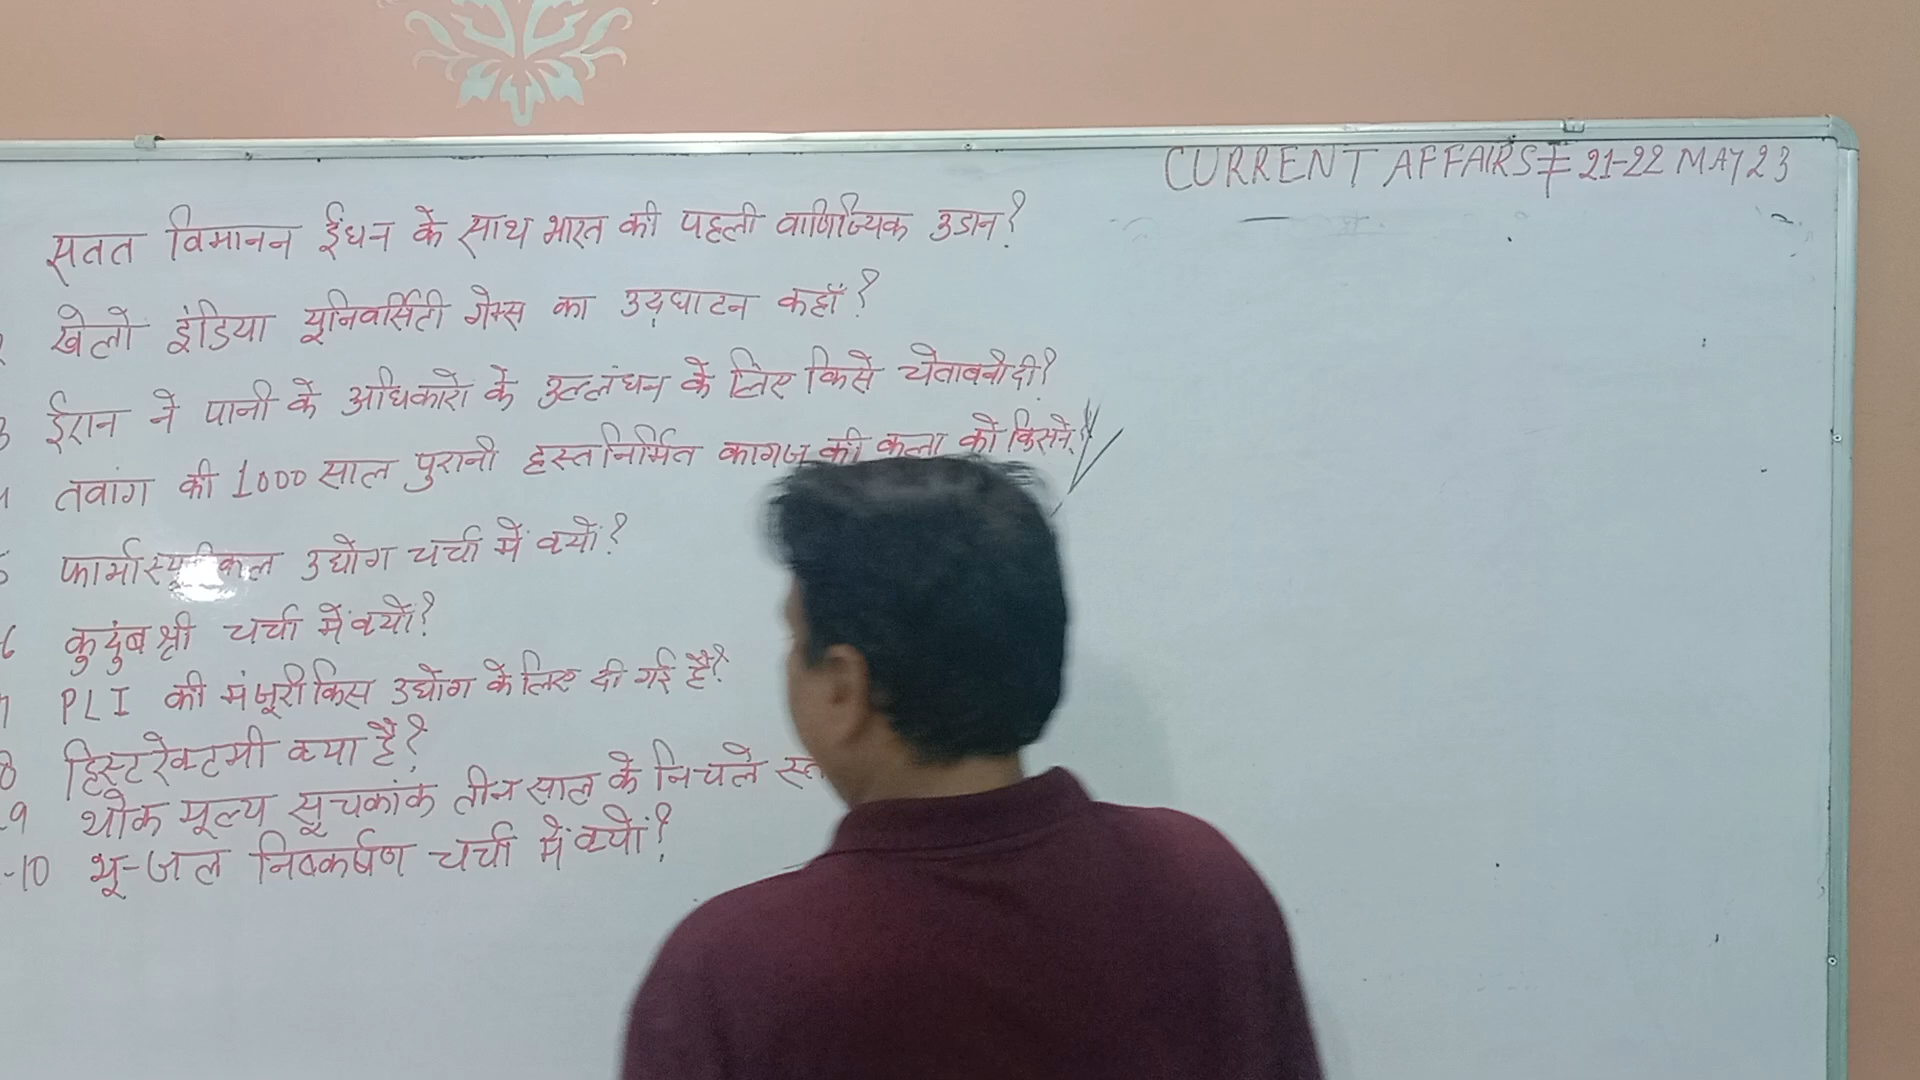 CURRENT AFFAIRS = 21-22 MAY 23
सतत विमानन ईंधन के साथ भारत की पहली वाणिज्यिक उडान?
खेलो इंडिया यूनिवर्सिटी गेम्स का उद्घाटन कहाँ?
3 ईरान ने पानी के अधिकारो के उल्लंघन के लिए किसे चेतावनी दी?
तवांग की 1000 साल पुरानी हस्तनिर्मित कागज की कला को किसने?
फार्मास्यूटिकल उद्योग चर्चा में क्यों?
6 कुदुंबश्री चर्चा में क्यों?
PLI की मंजूरी किस उद्योग के लिए दी गई है?
8 हिस्टरेक्टमी क्या है?
-9 थोक मूल्य सूचकांक तीन साल के निचले
-10 भू-जल निष्कर्षण चर्चा में क्यों?